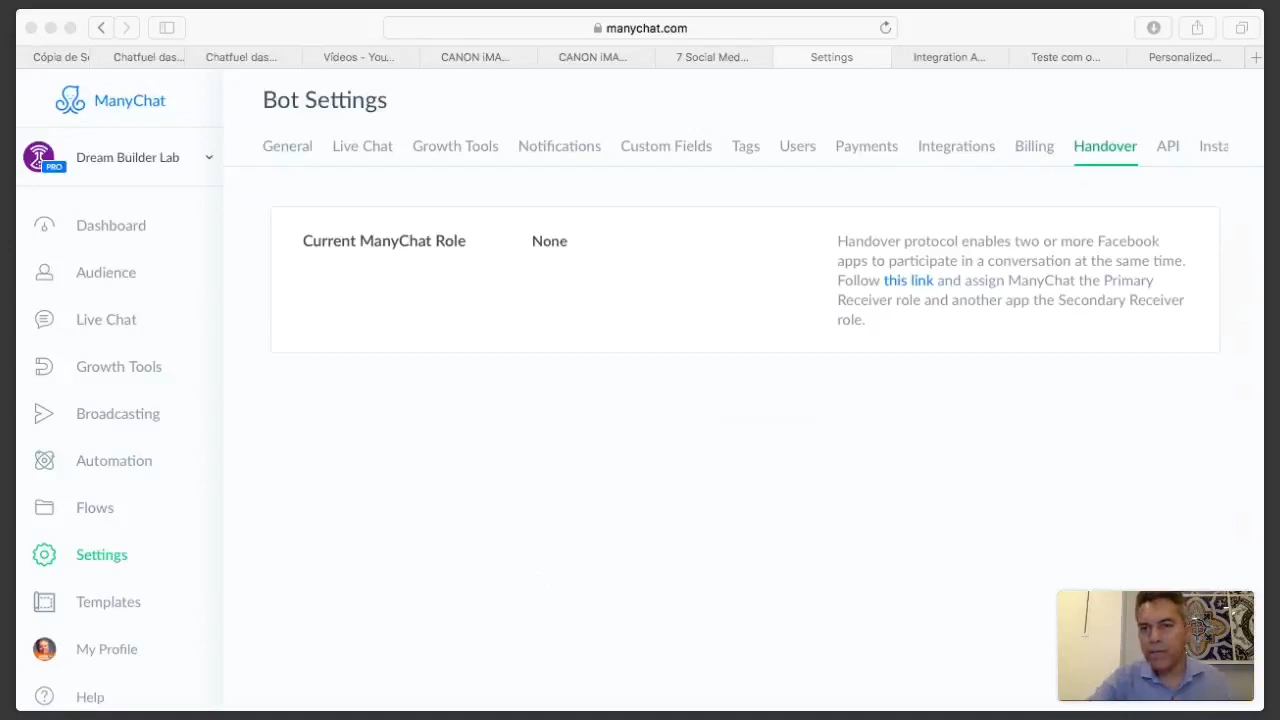 manychat.com
Cópia de Se
Chatfuel das...
Chatfuel das...
Vídeos - You...
CANON iMA...
CANON iMA...
7 Social Med...
Settings
Integration A...
Teste com o...
Personalized...
ManyChat
Dream Builder Lab
PRO
Dashboard
Audience
Live Chat
Growth Tools
Broadcasting
Automation
Flows
Settings
Templates
My Profile
Help
Bot Settings
General
Live Chat
Growth Tools
Notifications
Custom Fields
Tags
Users
Payments
Integrations
Billing
Handover
API
Insta
Current ManyChat Role
None
Handover protocol enables two or more Facebook
apps to participate in a conversation at the same time.
Follow this link and assign ManyChat the Primary
Receiver role and another app the Secondary Receiver
role.